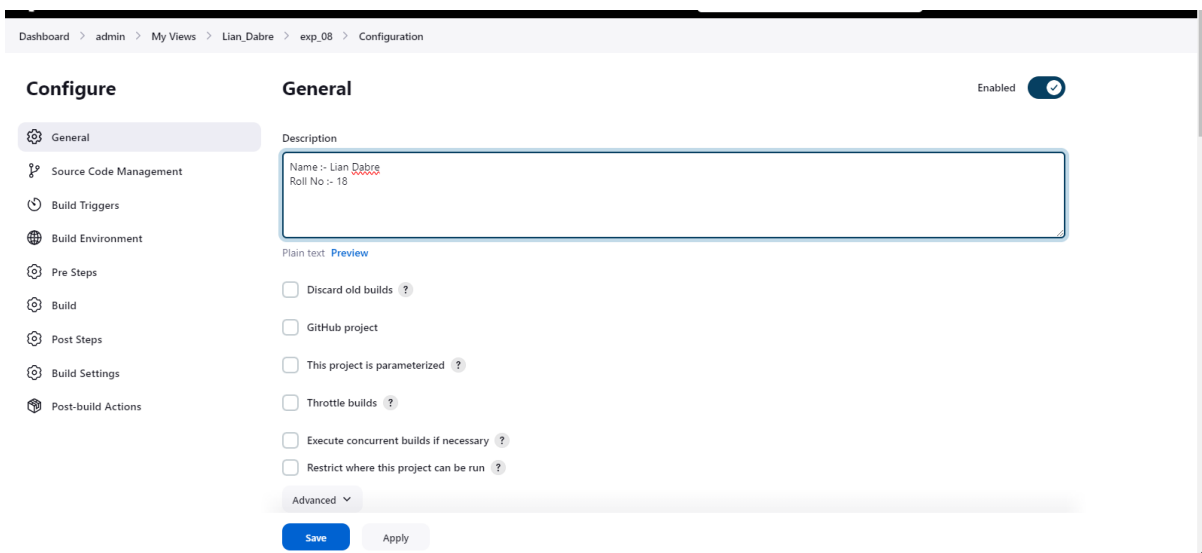 Dashboard > admin > My Views > Lian_Dabre > exp_08 > Configuration
Configure
General
Source Code Management
Build Triggers
Build Environment
Pre Steps
Build
Post Steps
Build Settings
Post-build Actions
General
Enabled
Description
Name :- Lian Dabre
Roll No :- 18
Plain text Preview
Discard old builds ?
GitHub project
This project is parameterized ?
Throttle builds ?
Execute concurrent builds if necessary ?
Restrict where this project can be run ?
Advanced
Save Apply